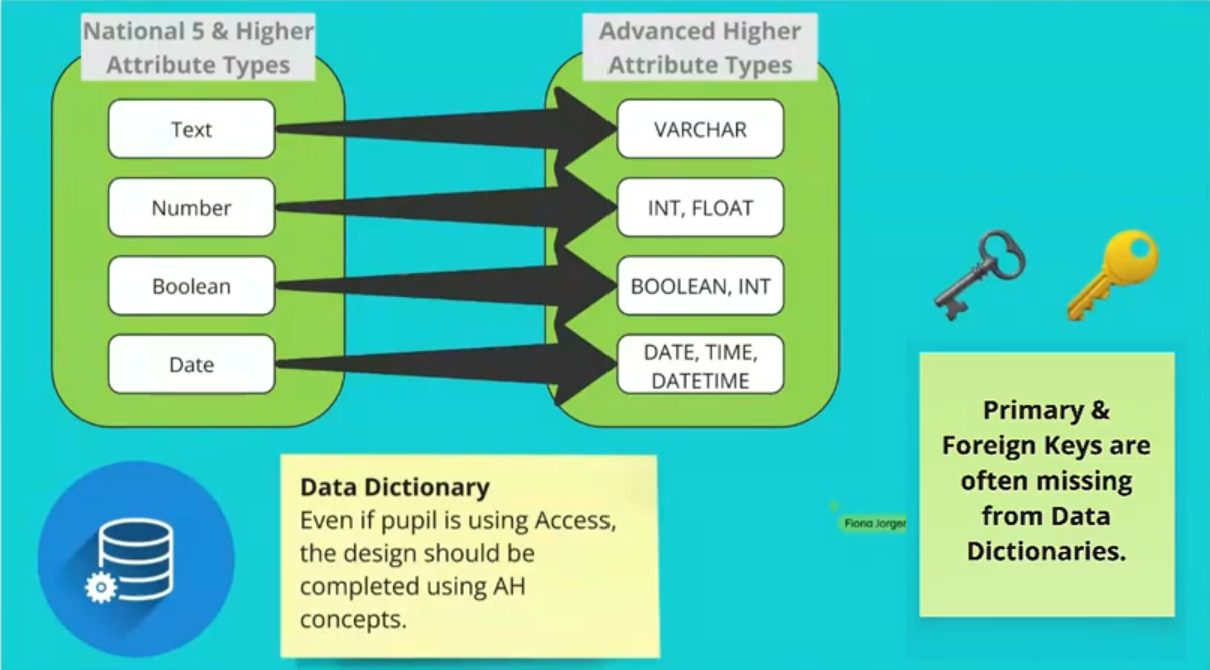 National 5 & Higher
Attribute Types
Text
Number
Boolean
Date
Advanced Higher
Attribute Types
VARCHAR
INT, FLOAT
BOOLEAN, INT
DATE, TIME,
DATETIME
Data Dictionary
Even if pupil is using Access,
the design should be
completed using AH
concepts.
Fiona Jorger
Primary &
Foreign Keys are
often missing
from Data
Dictionaries.